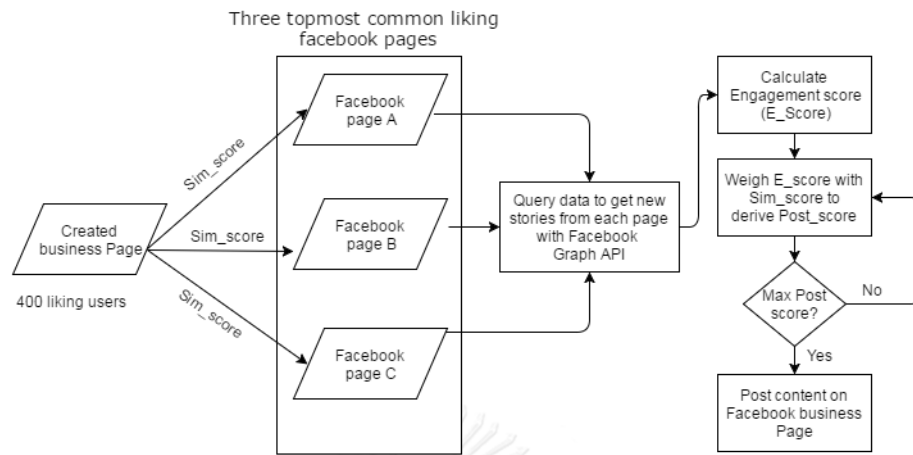 Three topmost common liking
facebook pages
Facebook
page A
Calculate
Engagement score
(E_Score)
Sim_score
Weigh E_score with
Sim_score to
derive Post_score
Query data to get new
stories from each page
with Facebook
Graph API
Created
business Page
Sim_score
Facebook
page B
400 liking users
Sim_score
Max Post
score?
No
Facebook
page C
Yes
Post content on
Facebook business
Page